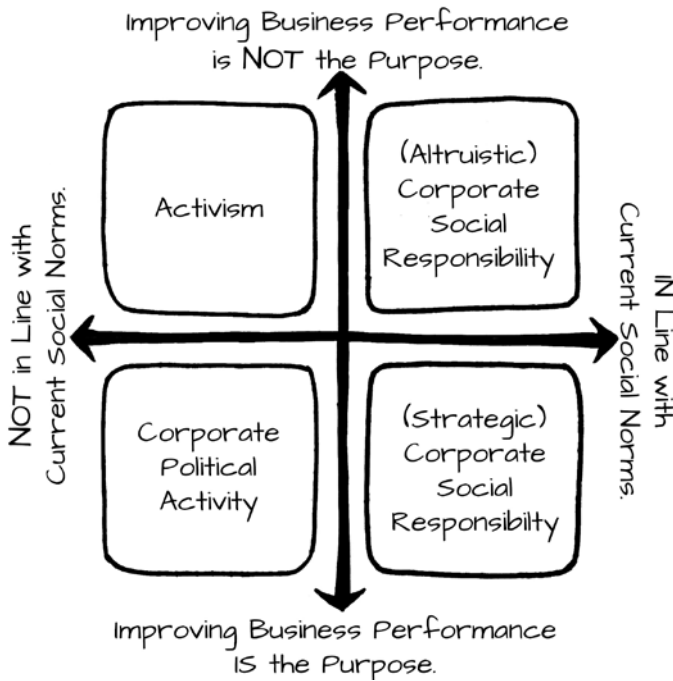 Improving Business Performance
is NOT the Purpose.
Activism
(Altruistic)
Corporate
Social
Responsibility
NOT in Line with
Current Social Norms.
IN Line with
Current Social Norms.
Corporate
Political
Activity
(Strategic)
Corporate
Social
Responsibilty
Improving Business Performance
IS the Purpose.